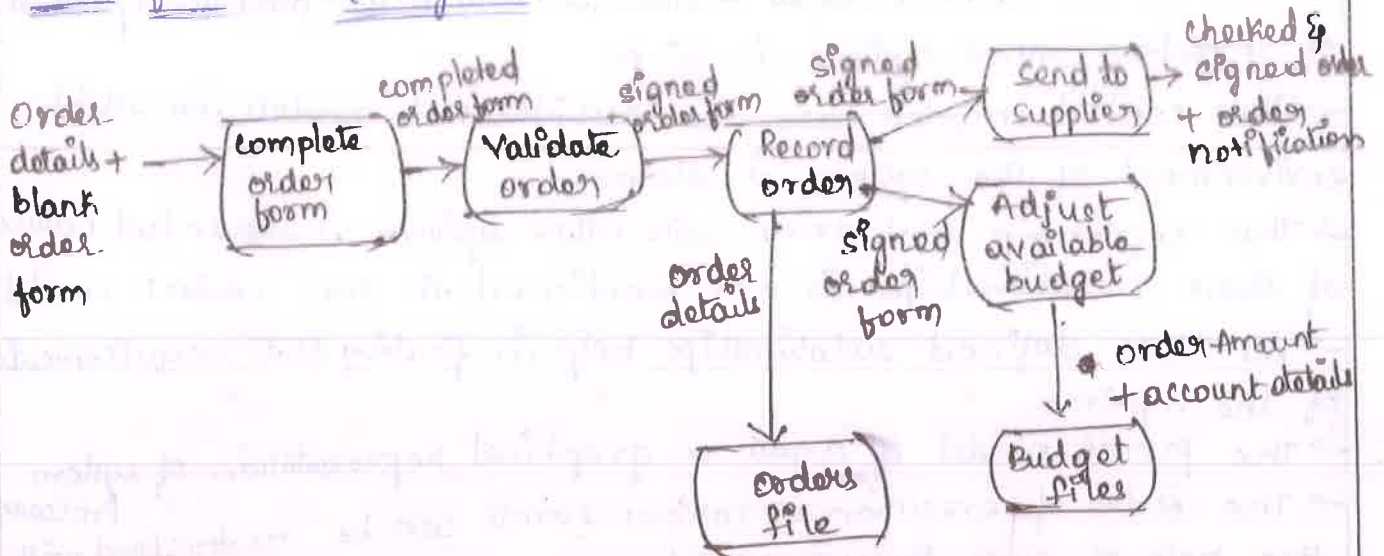 Order
details +
blank
order
form
complete
order
form
completed
order form
Validate
order
signed
order form
Record
order
signed
order form
Send to
supplier
checked &
signed order
+ order
notification
signed
order
form
Adjust
available
budget
order
details
order Amount
+ account details
orders
file
Budget
files